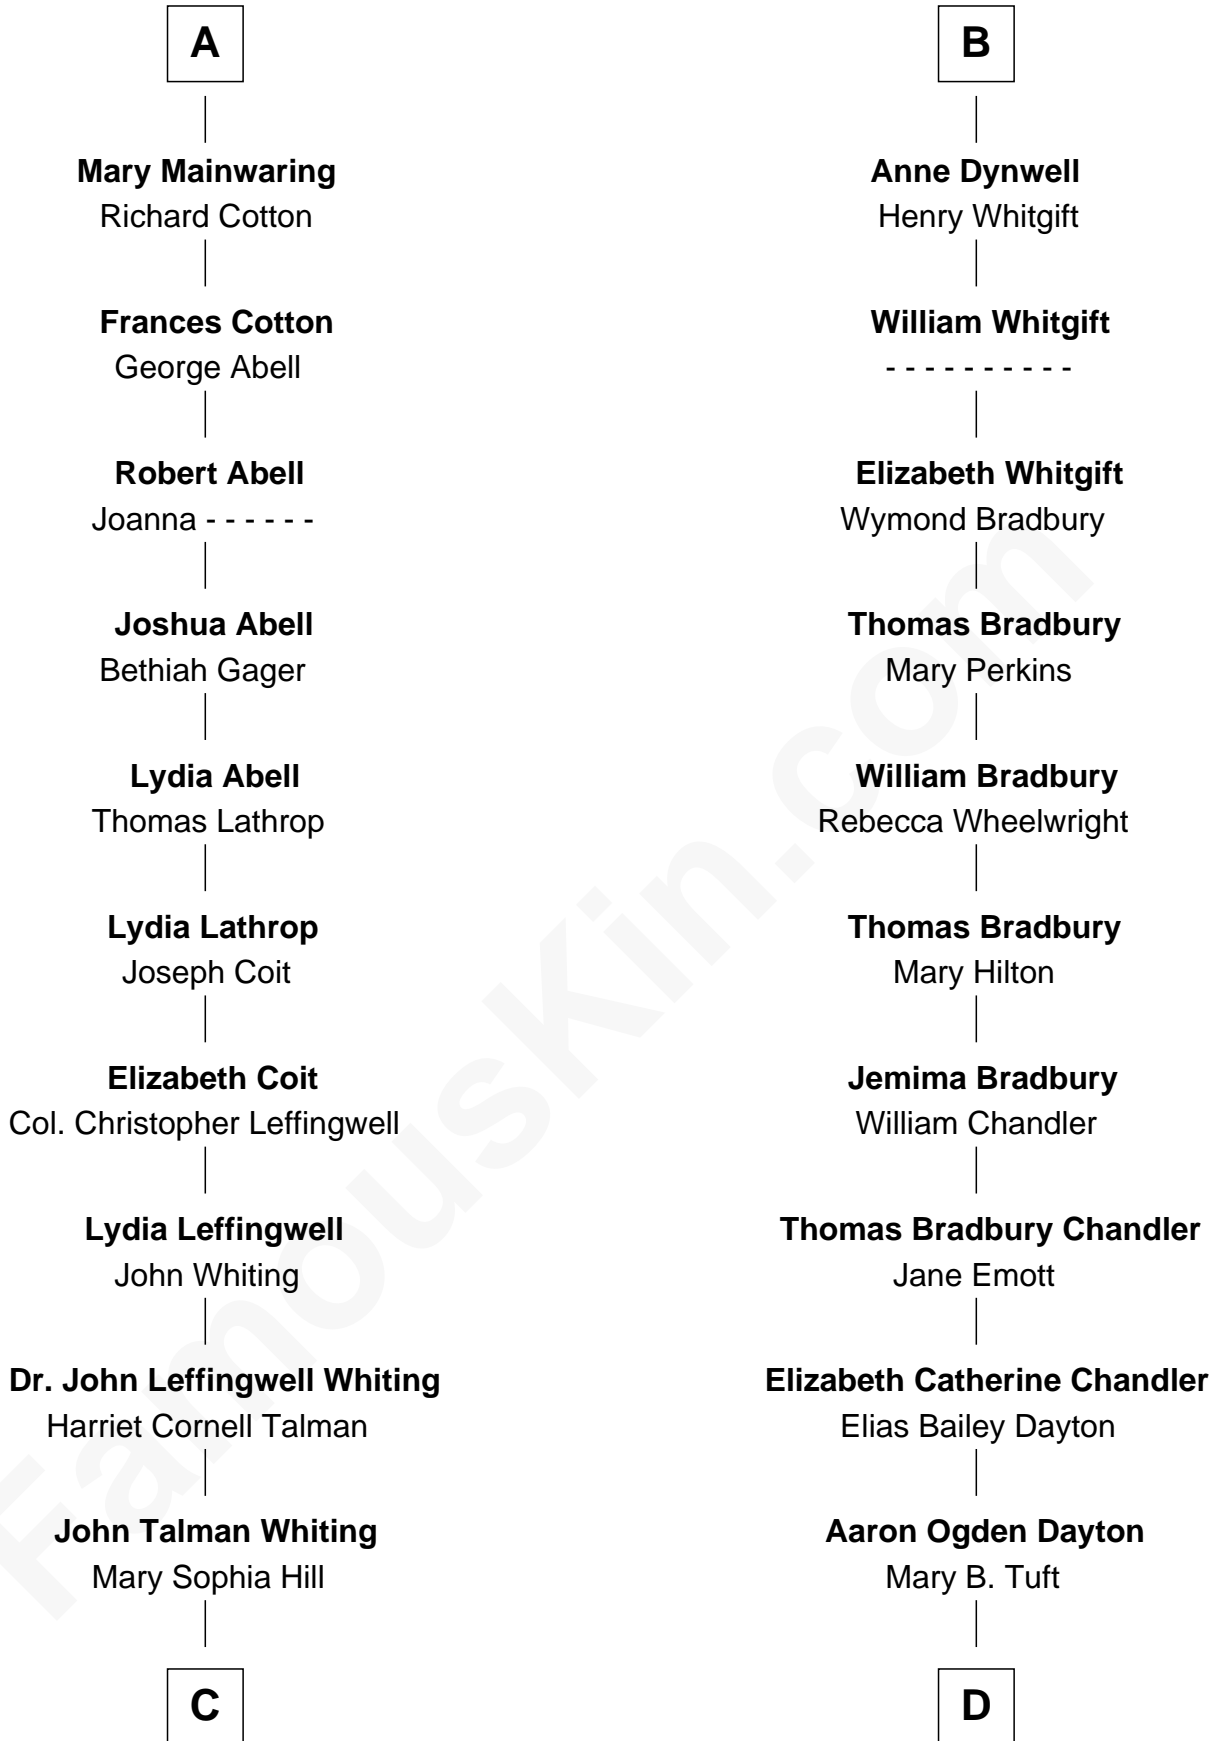 A
Mary Mainwaring
Richard Cotton
Frances Cotton
George Abell
Robert Abell
Joanna - - - - - -
Joshua Abell
Bethiah Gager
Lydia Abell
Thomas Lathrop
Lydia Lathrop
Joseph Coit
Elizabeth Coit
Col. Christopher Leffingwell
Lydia Leffingwell
John Whiting
Dr. John Leffingwell Whiting
Harriet Cornell Talman
John Talman Whiting
Mary Sophia Hill
C
B
Anne Dynwell
Henry Whitgift
William Whitgift
- - - - - - - - - -
Elizabeth Whitgift
Wymond Bradbury
Thomas Bradbury
Mary Perkins
William Bradbury
Rebecca Wheelwright
Thomas Bradbury
Mary Hilton
Jemima Bradbury
William Chandler
Thomas Bradbury Chandler
Jane Emott
Elizabeth Catherine Chandler
Elias Bailey Dayton
Aaron Ogden Dayton
Mary B. Tuft
D
FamousKin.com